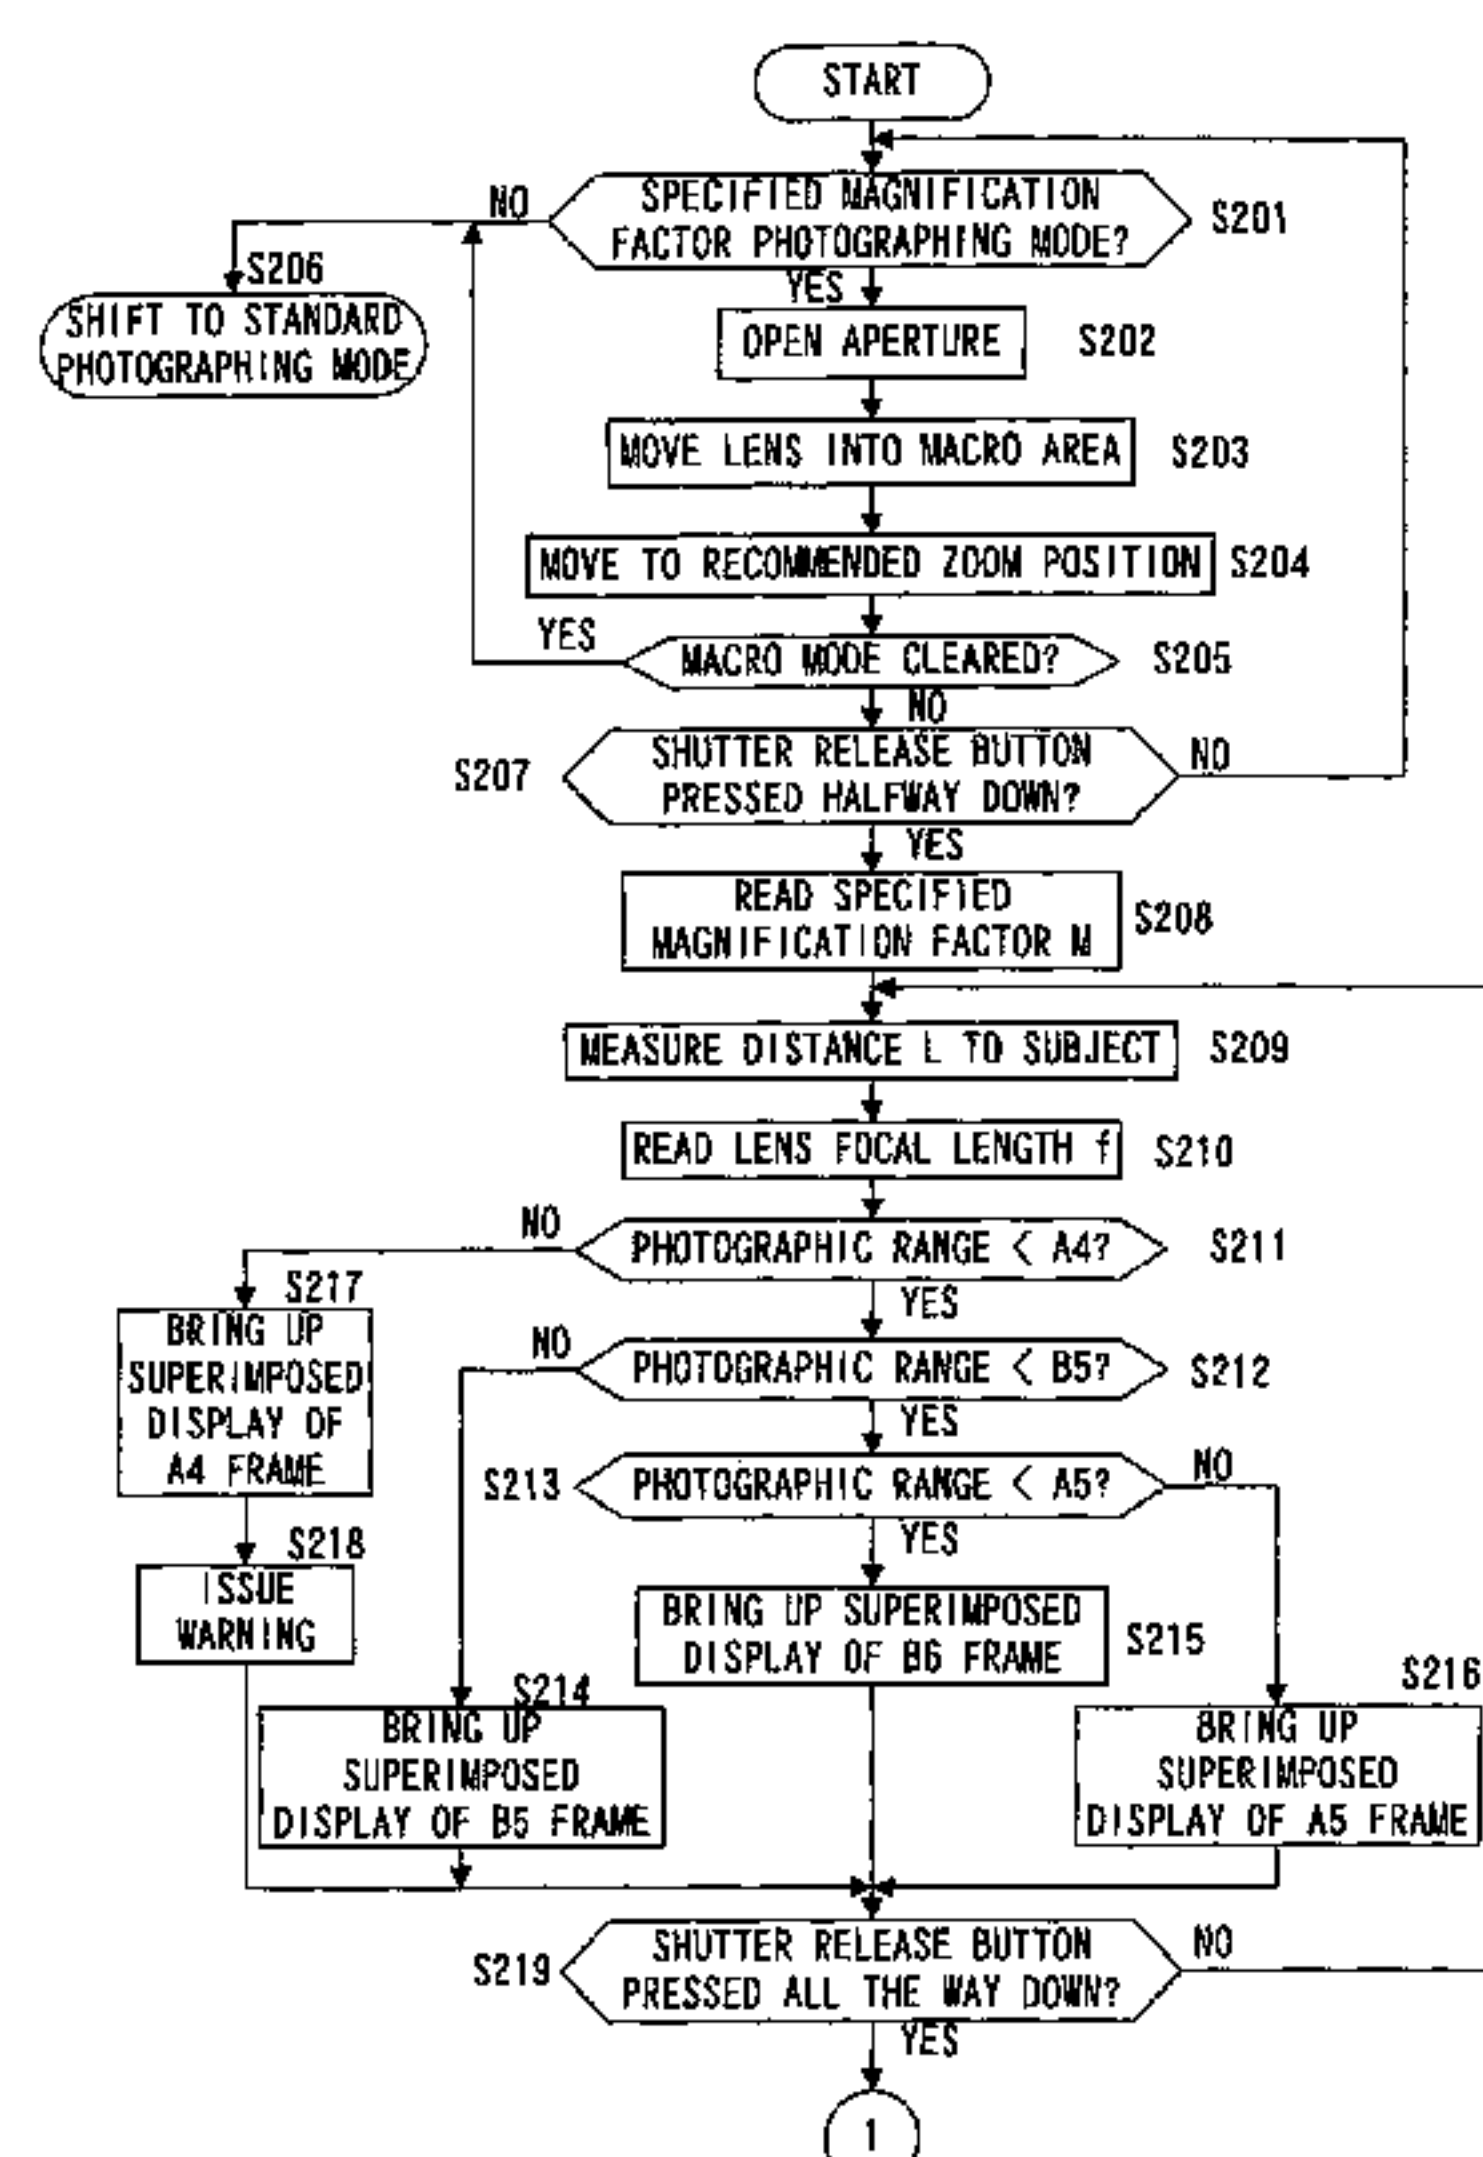 START
SPECIFIED MAGNIFICATION
FACTOR PHOTOGRAPHING MODE?
S201
NO
YES
S206
SHIFT TO STANDARD
PHOTOGRAPHING MODE
OPEN APERTURE
S202
MOVE LENS INTO MACRO AREA
S203
MOVE TO RECOMMENDED ZOOM POSITION
S204
YES
MACRO MODE CLEARED?
S205
NO
S207
SHUTTER RELEASE BUTTON
PRESSED HALFWAY DOWN?
NO
YES
READ SPECIFIED
MAGNIFICATION FACTOR M
S208
MEASURE DISTANCE L TO SUBJECT
S209
READ LENS FOCAL LENGTH f
S210
NO
PHOTOGRAPHIC RANGE < A4?
S211
YES
S217
BRING UP
SUPERIMPOSED
DISPLAY OF
A4 FRAME
NO
PHOTOGRAPHIC RANGE < B5?
S212
YES
S213
PHOTOGRAPHIC RANGE < A5?
NO
YES
S218
ISSUE
WARNING
BRING UP SUPERIMPOSED
DISPLAY OF B6 FRAME
S215
S214
BRING UP
SUPERIMPOSED
DISPLAY OF B5 FRAME
S216
BRING UP
SUPERIMPOSED
DISPLAY OF A5 FRAME
S219
SHUTTER RELEASE BUTTON
PRESSED ALL THE WAY DOWN?
NO
YES
1